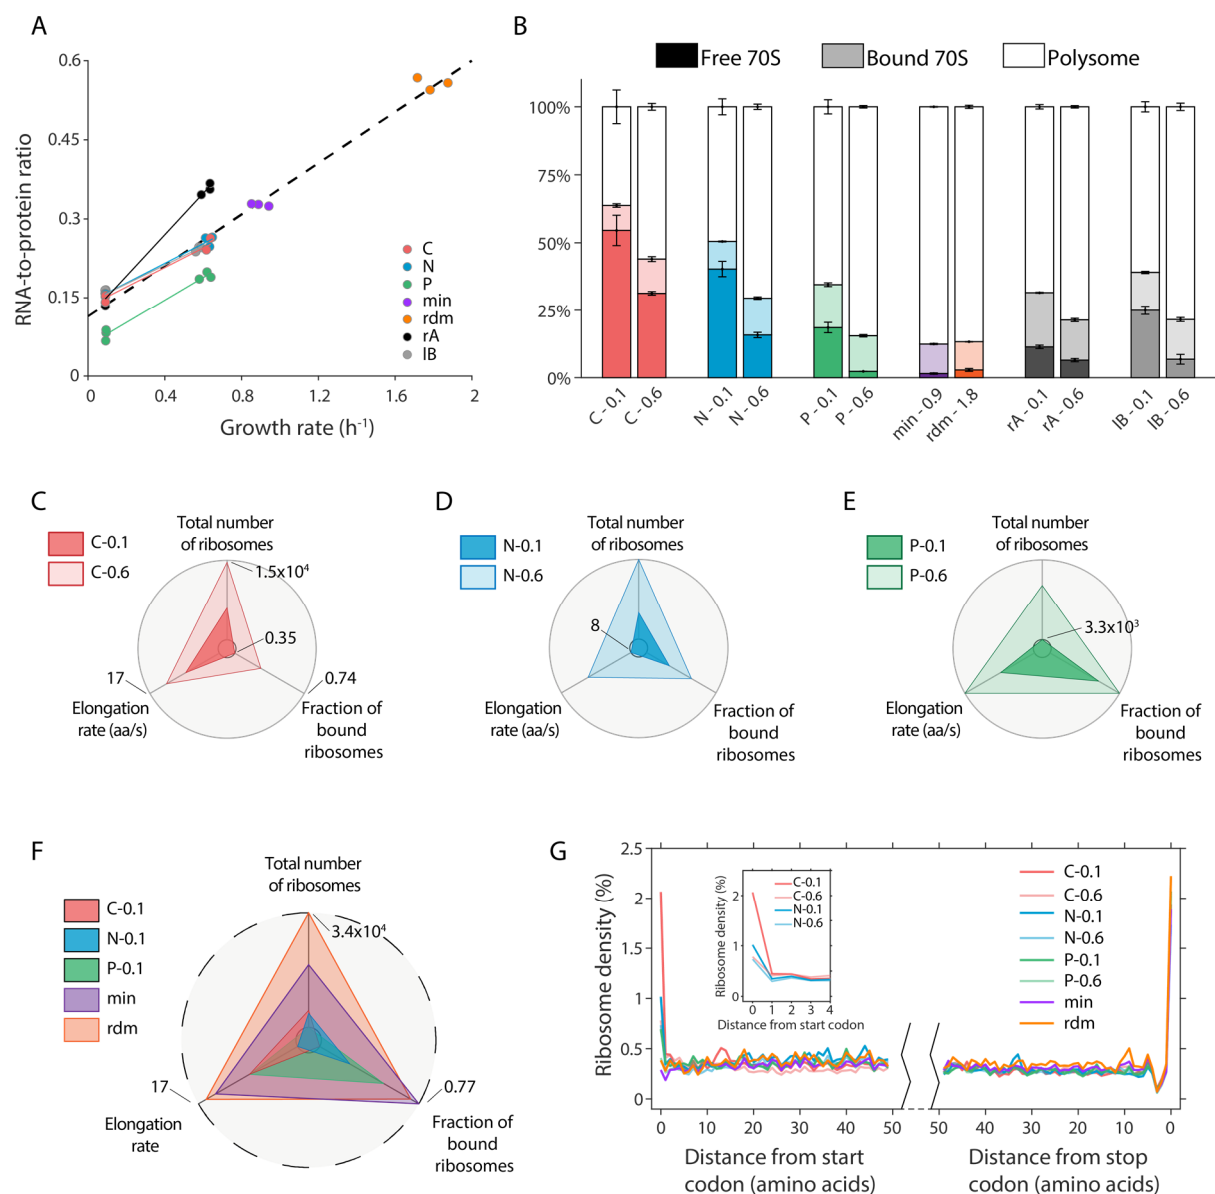 A
RNA-to-protein ratio
0.6
0.45
0.3
0.15
0
0
0.4
0.8
1.2
1.6
2
Growth rate (h⁻¹)
C
N
P
min
rdm
rA
IB
B
Free 70S
Bound 70S
Polysome
100%
75%
50%
25%
0%
C - 0.1
C - 0.6
N - 0.1
N - 0.6
P - 0.1
P - 0.6
min - 0.9
rdm - 1.8
rA - 0.1
rA - 0.6
IB - 0.1
IB - 0.6
C
C-0.1
C-0.6
Total number
of ribosomes
1.5x10⁴
0.35
17
0.74
Elongation
rate (aa/s)
Fraction of
bound
ribosomes
D
N-0.1
N-0.6
Total number
of ribosomes
8
Elongation
rate (aa/s)
Fraction of
bound
ribosomes
E
P-0.1
P-0.6
Total number
of ribosomes
3.3x10³
Elongation
rate (aa/s)
Fraction of
bound
ribosomes
F
C-0.1
N-0.1
P-0.1
min
rdm
Total number
of ribosomes
3.4x10⁴
17
0.77
Elongation
rate
Fraction of
bound
ribosomes
G
Ribosome density (%)
2.5
2
1.5
1
0.5
0
0
10
20
30
40
50
50
40
30
20
10
0
Distance from start
codon (amino acids)
Distance from stop
codon (amino acids)
Ribosome density (%)
2
1
0
0
1
2
3
4
Distance from start codon
C-0.1
C-0.6
N-0.1
N-0.6
C-0.1
C-0.6
N-0.1
N-0.6
P-0.1
P-0.6
min
rdm